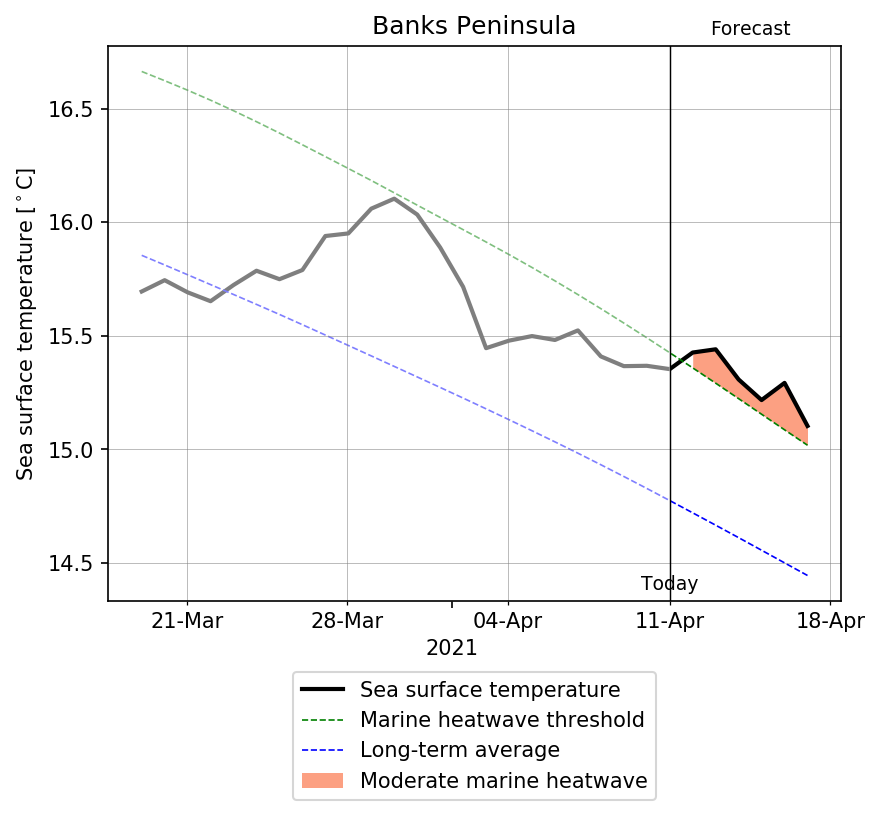 Banks Peninsula
Forecast
Sea surface temperature [°C]
16.5
16.0
15.5
15.0
14.5
Today
21-Mar 28-Mar 04-Apr 11-Apr 18-Apr
2021
Sea surface temperature
Marine heatwave threshold
Long-term average
Moderate marine heatwave